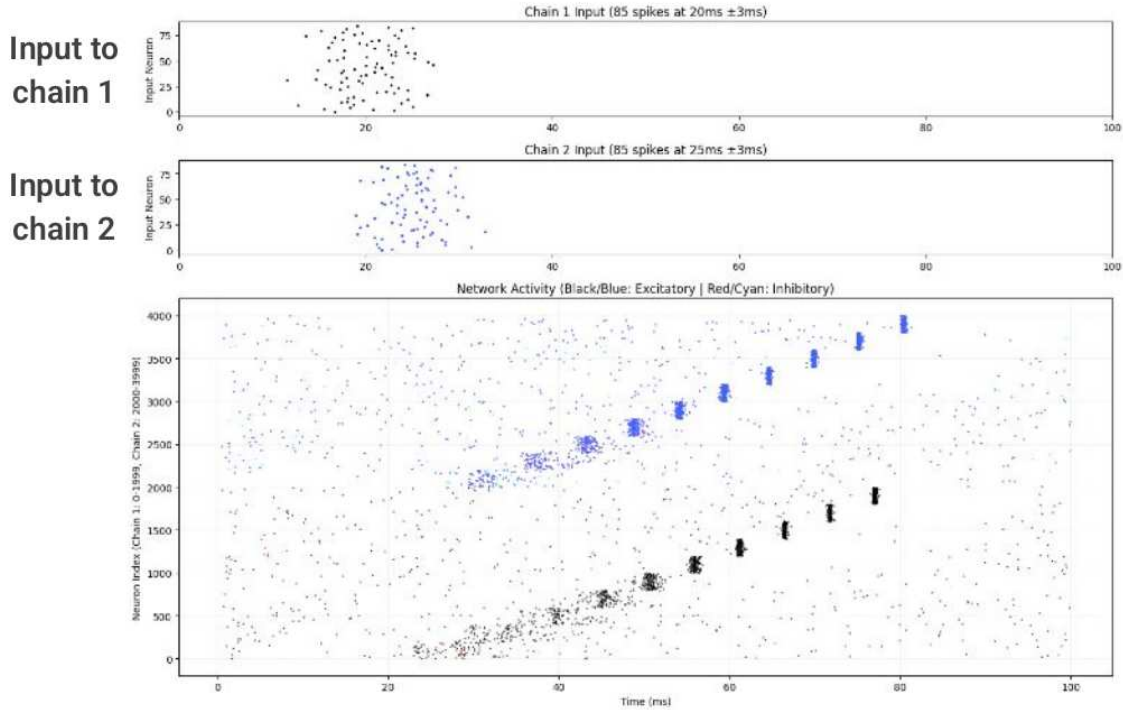 Chain 1 Input (85 spikes at 20ms ±3ms)
Input to
chain 1
Input Neuron
75
50
25
0
0 20 40 60 80 100
Chain 2 Input (85 spikes at 25ms ±3ms)
Input to
chain 2
Input Neuron
75
50
25
0
0 20 40 60 80 100
Network Activity (Black/Blue: Excitatory | Red/Cyan: Inhibitory)
Neuron Index (Chain 1: 0-1999, Chain 2: 2000-3999)
4000
3500
3000
2500
2000
1500
1000
500
0
0 20 40 60 80 100
Time (ms)